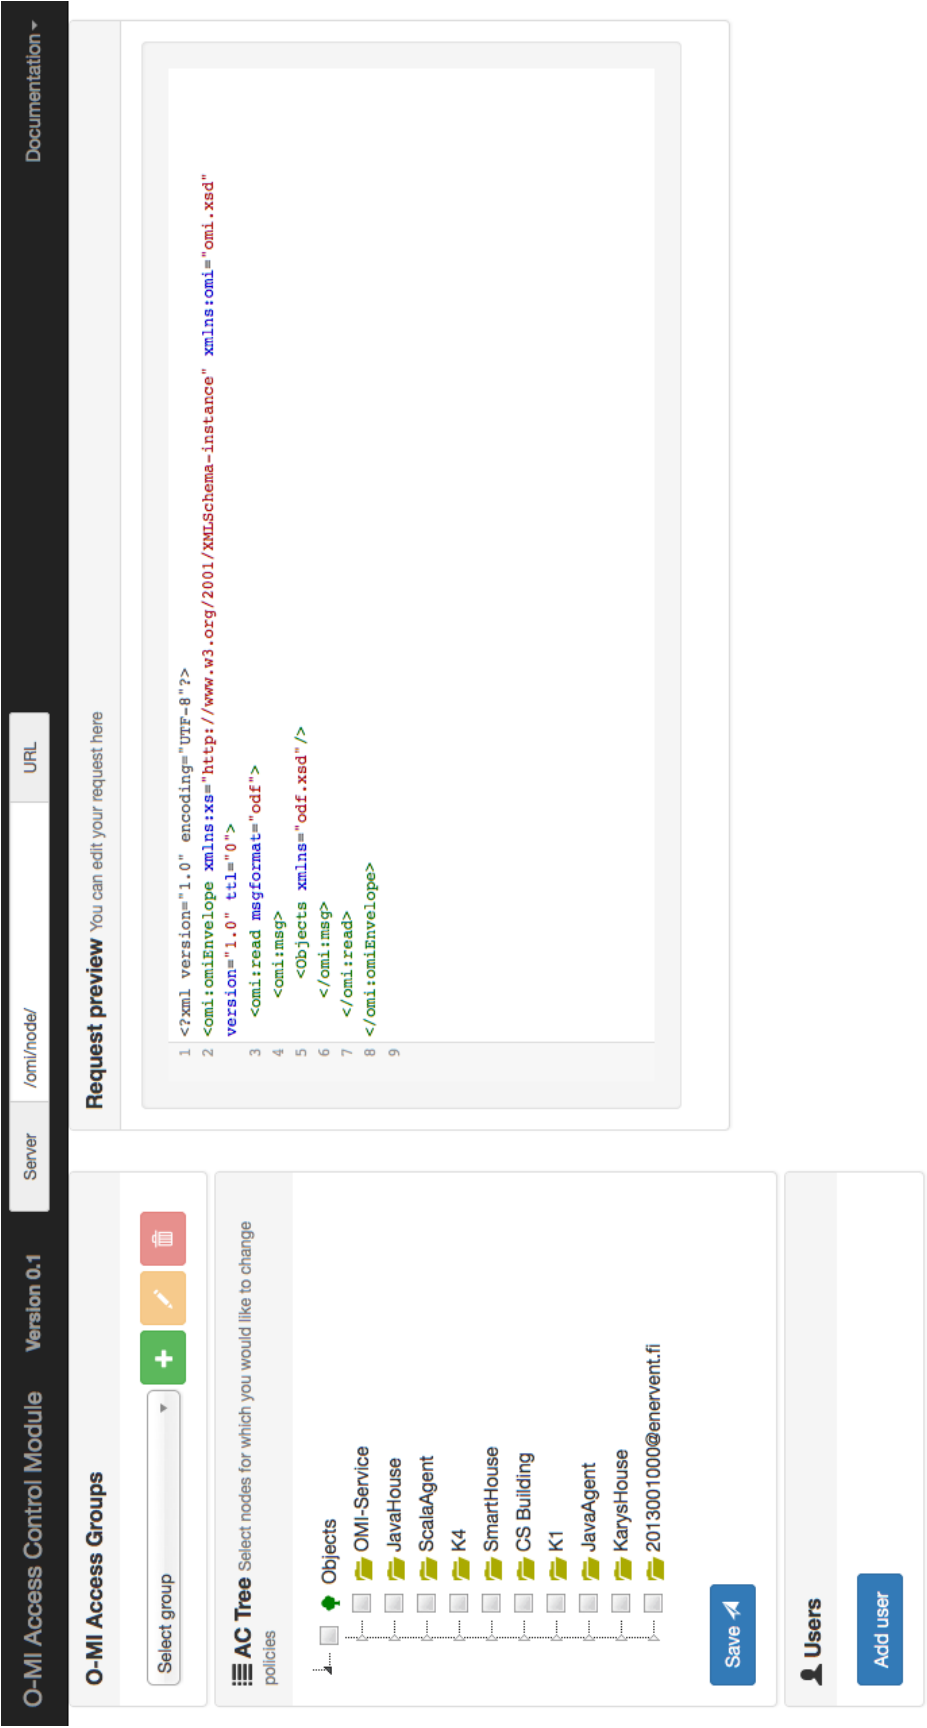 O-MI Access Control Module Version 0.1 Server /omi/node/ URL Documentation
O-MI Access Groups
Select group
AC Tree Select nodes for which you would like to change
policies
Objects
OMI-Service
JavaHouse
ScalaAgent
K4
SmartHouse
CS Building
K1
JavaAgent
KarysHouse
2013001000@enervent.fi
Save
Users
Add user
Request preview You can edit your request here
1 <?xml version="1.0" encoding="UTF-8"?>
2 <omi:omiEnvelope xmlns:xs="http://www.w3.org/2001/XMLSchema-instance" xmlns:omi="omi.xsd"
version="1.0" ttl="0">
3 <omi:read msgformat="odf">
4 <omi:msg>
5 <Objects xmlns="odf.xsd"/>
6 </omi:msg>
7 </omi:read>
8 </omi:omiEnvelope>
9